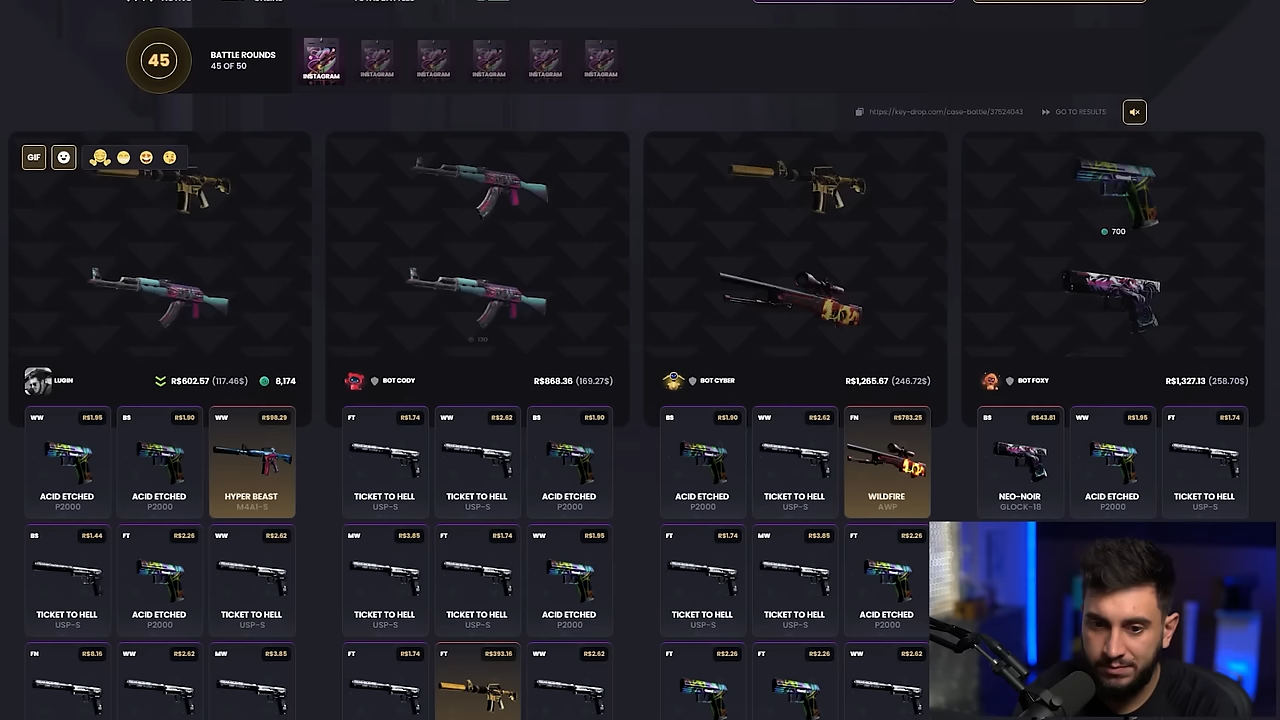 45
BATTLE ROUNDS
45 OF 50
INSTAGRAM
INSTAGRAM
INSTAGRAM
INSTAGRAM
INSTAGRAM
INSTAGRAM
https://key-drop.com/case-battle/37524043
GO TO RESULTS
GIF
700
130
LUGIN
R$602.57 (117.46$)
8,174
BOT CODY
R$868.36 (169.27$)
BOT CYBER
R$1,265.67 (246.72$)
BOT FOXY
R$1,327.13 (258.70$)
WW R$1.95
ACID ETCHED
P2000
BS R$1.90
ACID ETCHED
P2000
WW R$98.29
HYPER BEAST
M4A1-S
FT R$1.74
TICKET TO HELL
USP-S
WW R$2.62
TICKET TO HELL
USP-S
BS R$1.90
ACID ETCHED
P2000
BS R$1.90
ACID ETCHED
P2000
WW R$2.62
TICKET TO HELL
USP-S
FN R$783.25
WILDFIRE
AWP
BS R$43.81
NEO-NOIR
GLOCK-18
WW R$1.95
ACID ETCHED
P2000
FT R$1.74
TICKET TO HELL
USP-S
BS R$1.44
TICKET TO HELL
USP-S
FT R$2.26
ACID ETCHED
P2000
WW R$2.62
TICKET TO HELL
USP-S
MW R$3.85
TICKET TO HELL
USP-S
FT R$1.74
TICKET TO HELL
USP-S
WW R$1.95
ACID ETCHED
P2000
FT R$1.74
TICKET TO HELL
USP-S
MW R$3.85
TICKET TO HELL
USP-S
FT R$2.26
ACID ETCHED
P2000
FN R$8.16
WW R$2.62
MW R$3.85
FT R$1.74
FT R$393.16
WW R$2.62
FT R$2.26
FT R$2.26
WW R$2.62